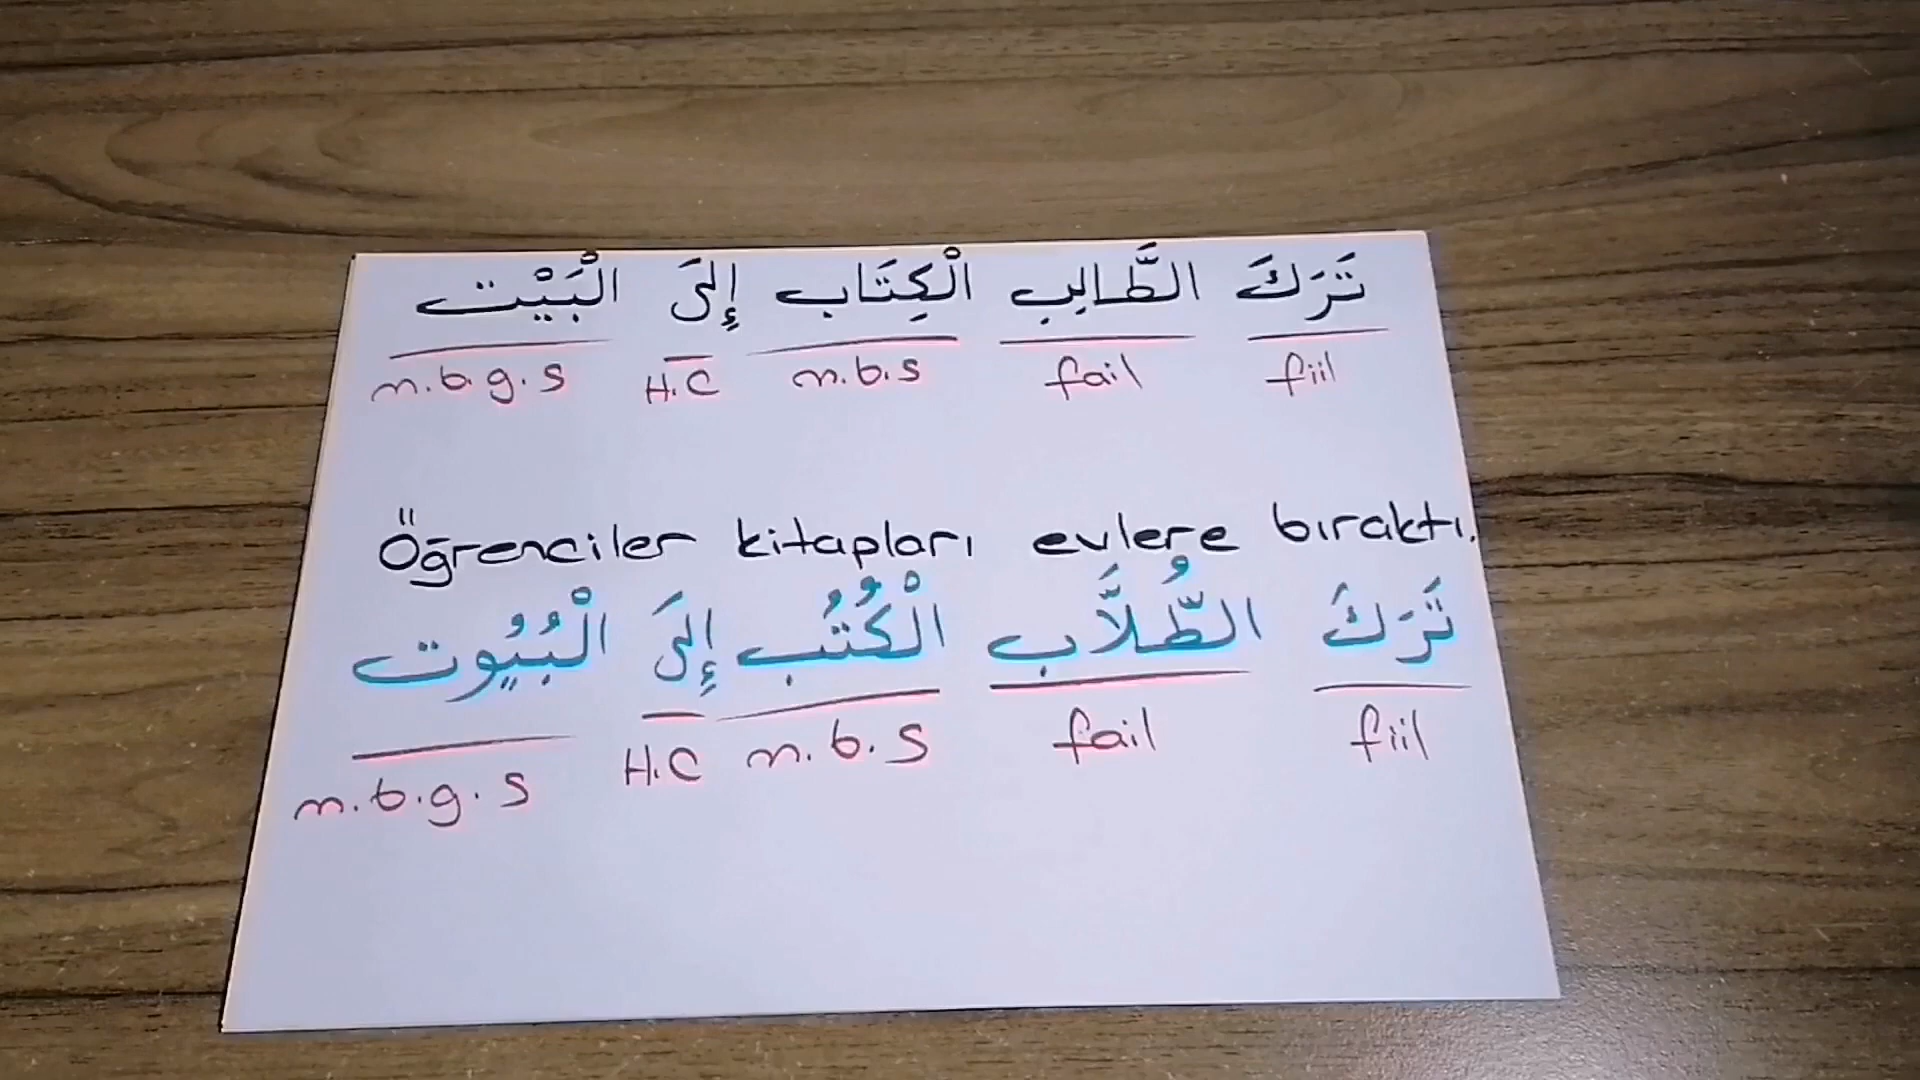 تَرَكَ الطَّالِب الْكِتَاب إِلَىَ الْبَيْت
fiil fail m.b.s H.C m.b.g.s
Öğrenciler kitapları evlere bıraktı.
تَرَكَ الطُّلَّاب الْكُتُب إِلَىَ الْبُيُوت
fiil fail m.b.s H.C m.b.g.s